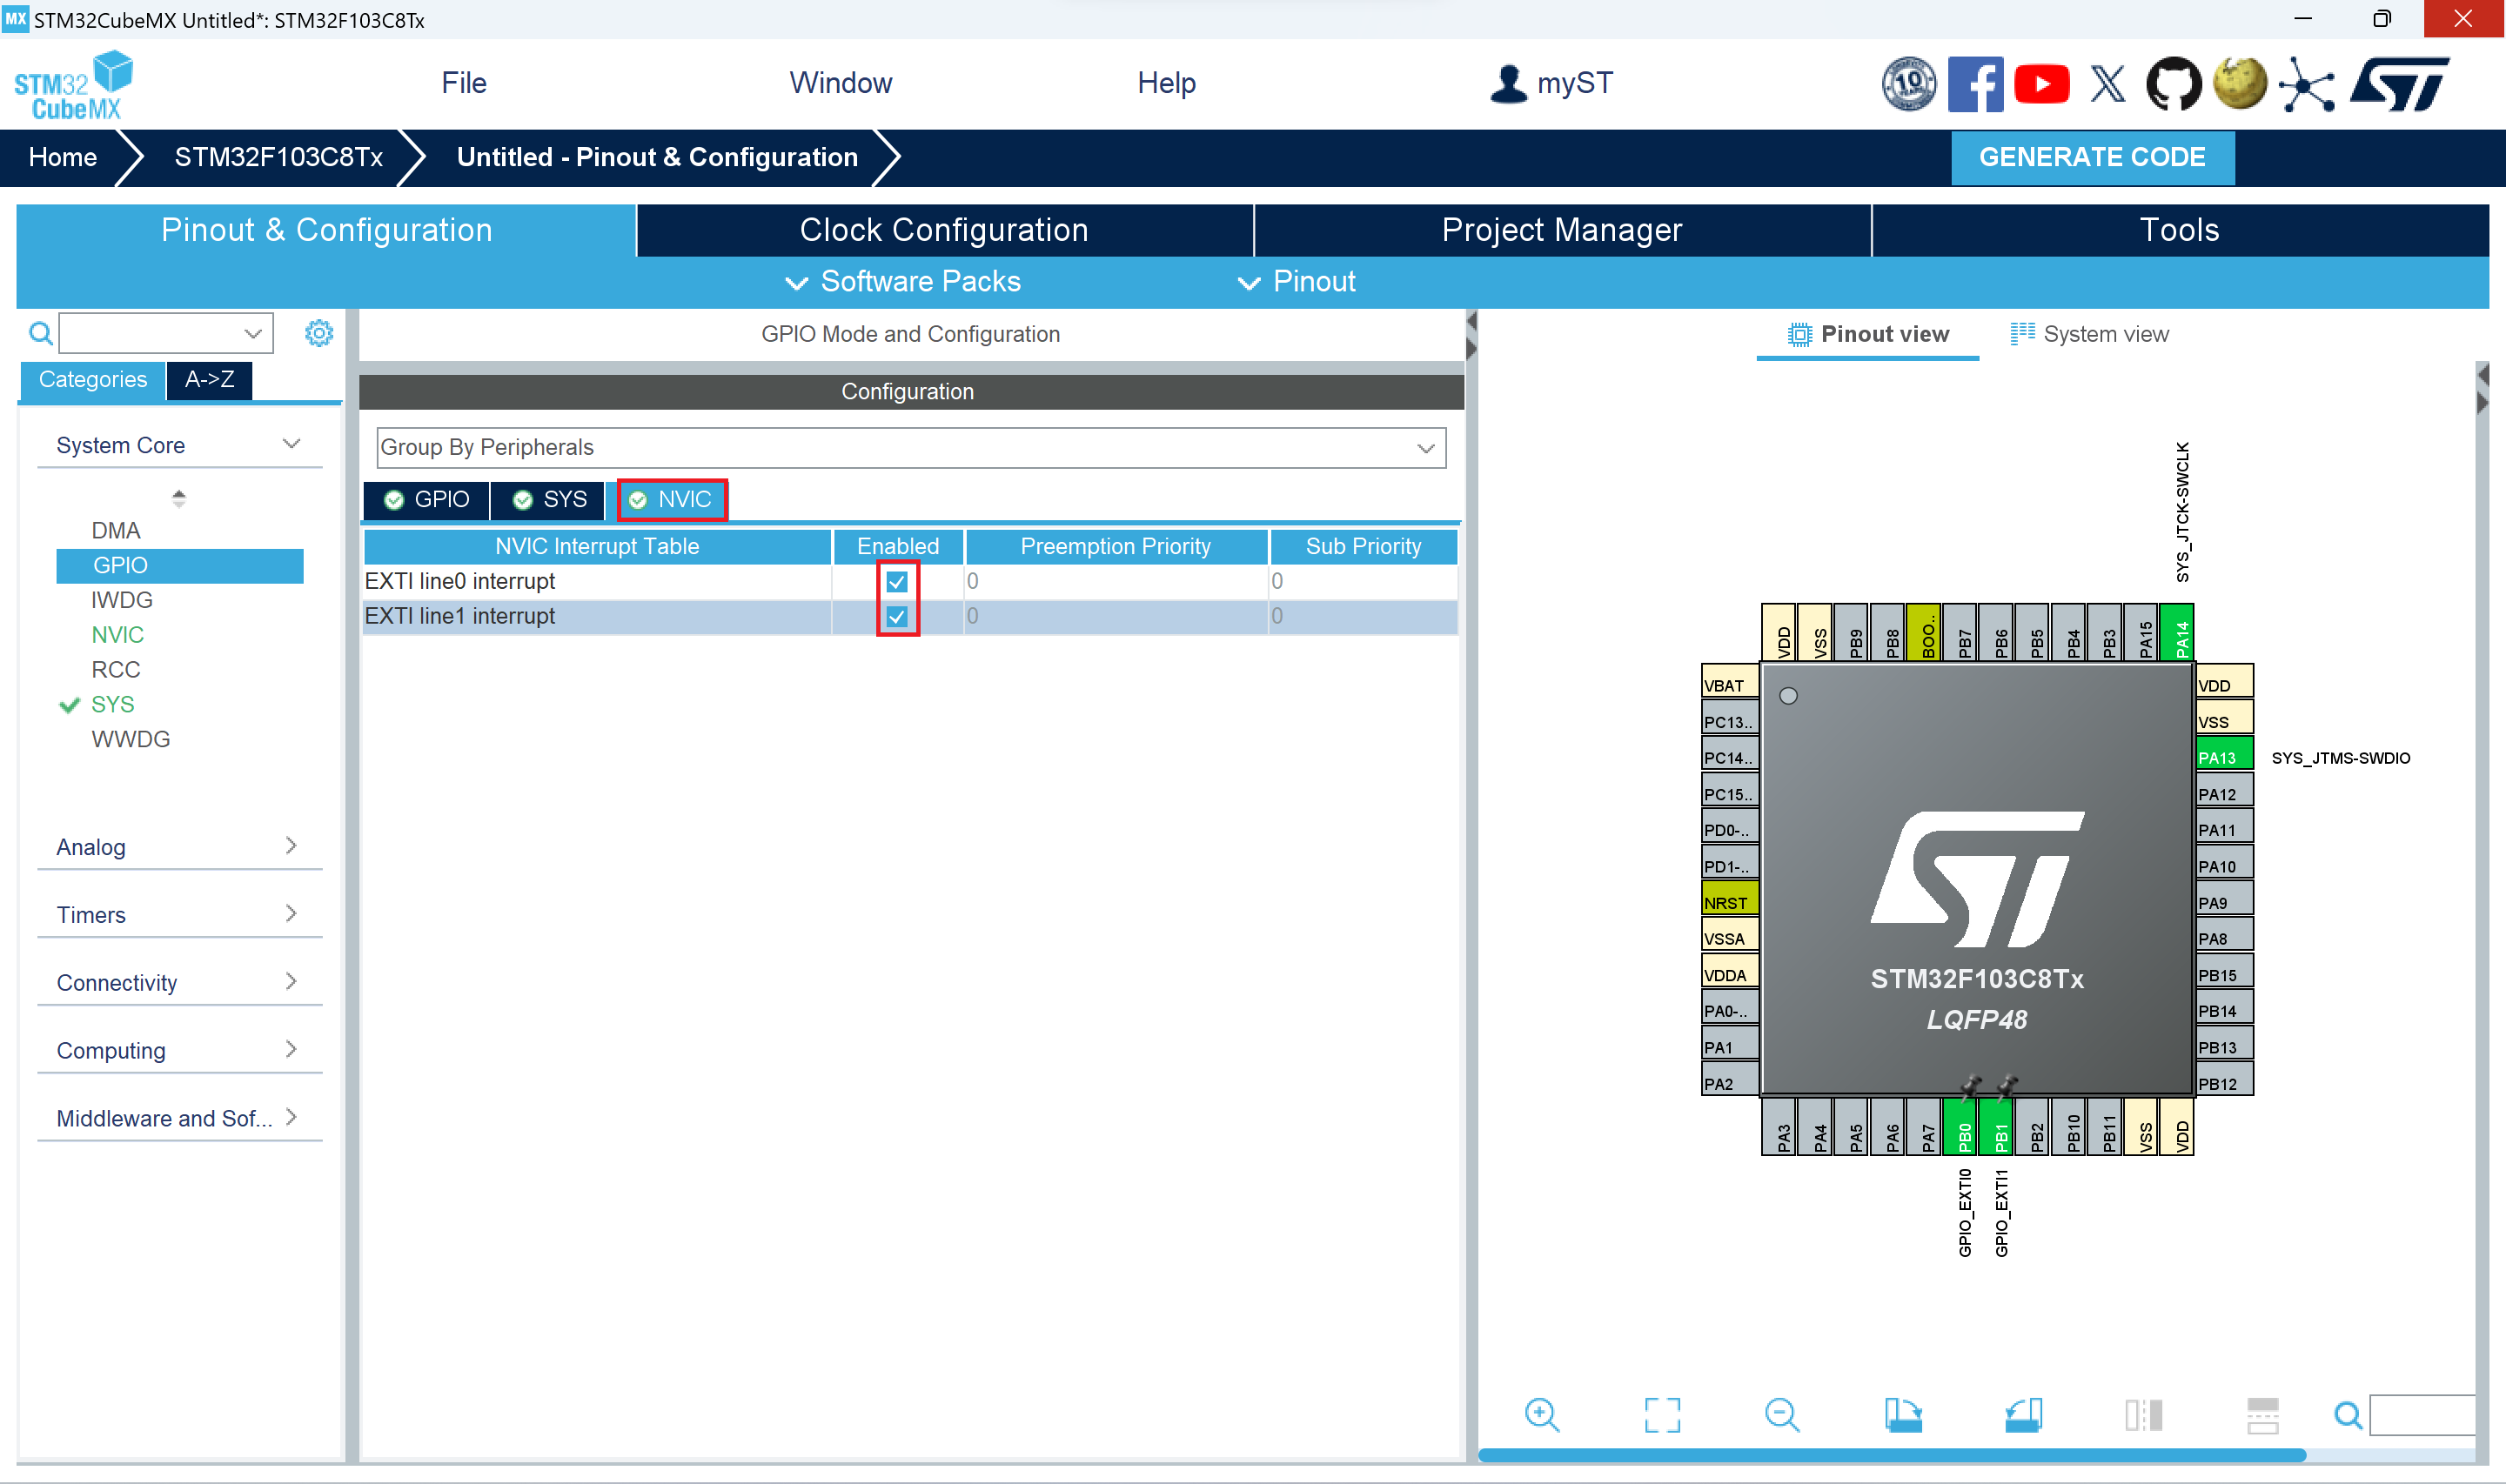 MX STM32CubeMX Untitled*: STM32F103C8Tx
STM32 CubeMX
File
Window
Help
myST
10
Home
STM32F103C8Tx
Untitled - Pinout & Configuration
GENERATE CODE
Pinout & Configuration
Clock Configuration
Project Manager
Tools
Software Packs
Pinout
Categories
A->Z
System Core
DMA
GPIO
IWDG
NVIC
RCC
SYS
WWDG
Analog
Timers
Connectivity
Computing
Middleware and Sof...
GPIO Mode and Configuration
Configuration
Group By Peripherals
GPIO
SYS
NVIC
NVIC Interrupt Table
Enabled
Preemption Priority
Sub Priority
EXTI line0 interrupt
0
0
EXTI line1 interrupt
0
0
Pinout view
System view
SYS_JTCK-SWCLK
VDD
VSS
PB9
PB8
BOO..
PB7
PB6
PB5
PB4
PB3
PA15
PA14
VBAT
PC13..
PC14..
PC15..
PD0-..
PD1-..
NRST
VSSA
VDDA
PA0-..
PA1
PA2
ST
STM32F103C8Tx
LQFP48
VDD
VSS
PA13
SYS_JTMS-SWDIO
PA12
PA11
PA10
PA9
PA8
PB15
PB14
PB13
PB12
PA3
PA4
PA5
PA6
PA7
PB0
PB1
PB2
PB10
PB11
VSS
VDD
GPIO_EXTI0
GPIO_EXTI1